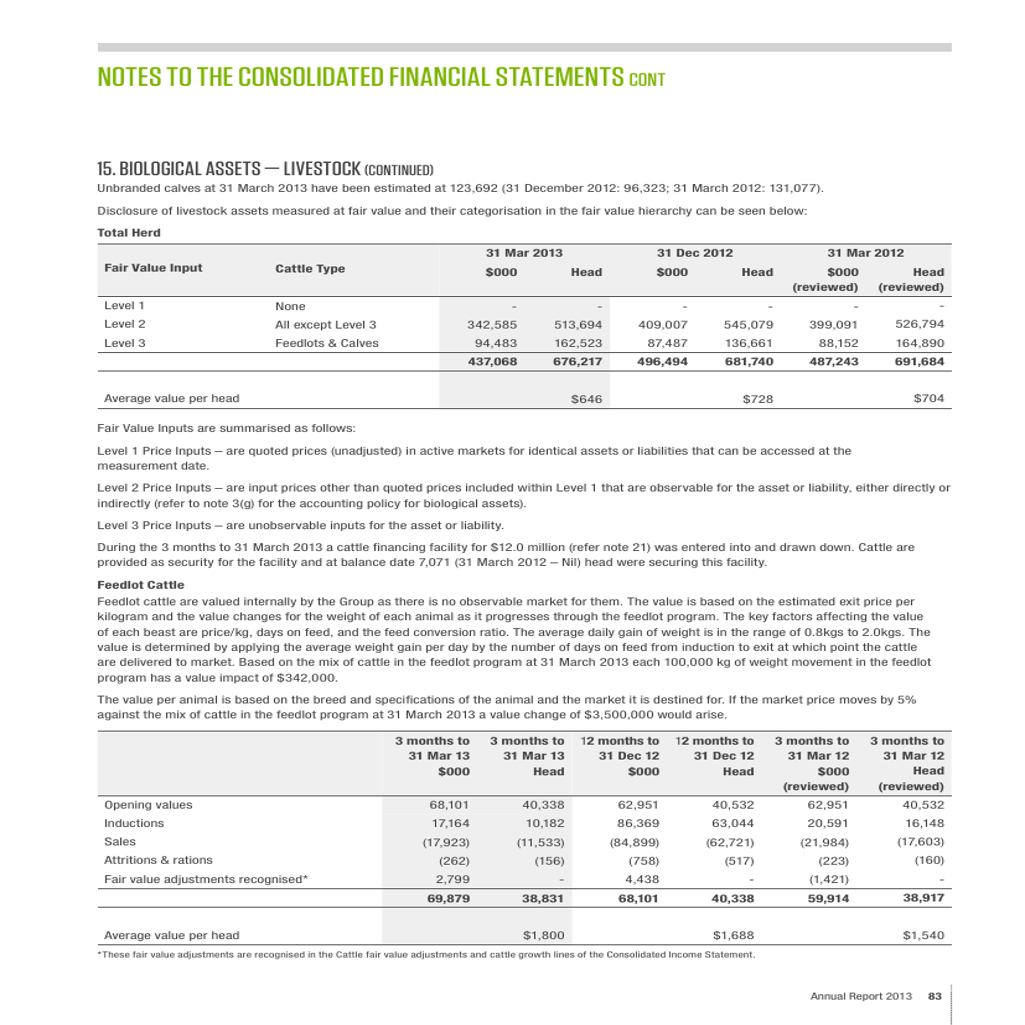 NOTES TO THE CONSOLIDATED FINANCIAL STATEMENTS CONT
15. BIOLOGICAL ASSETS — LIVESTOCK (CONTINUED)
Unbranded calves at 31 March 2013 have been estimated at 123,692 (31 December 2012: 96,323; 31 March 2012: 131,077).
Disclosure of livestock assets measured at fair value and their categorisation in the fair value hierarchy can be seen below:
Total Herd
31 Mar 2013 31 Dec 2012 31 Mar 2012
Fair Value Input Cattle Type $000 Head $000 Head $000 Head
(reviewed) (reviewed)
Level 1 None - - - - - -
Level 2 All except Level 3 342,585 513,694 409,007 545,079 399,091 526,794
Level 3 Feedlots & Calves 94,483 162,523 87,487 136,661 88,152 164,890
437,068 676,217 496,494 681,740 487,243 691,684
Average value per head $646 $728 $704
Fair Value Inputs are summarised as follows:
Level 1 Price Inputs – are quoted prices (unadjusted) in active markets for identical assets or liabilities that can be accessed at the
measurement date.
Level 2 Price Inputs – are input prices other than quoted prices included within Level 1 that are observable for the asset or liability, either directly or
indirectly (refer to note 3(g) for the accounting policy for biological assets).
Level 3 Price Inputs – are unobservable inputs for the asset or liability.
During the 3 months to 31 March 2013 a cattle financing facility for $12.0 million (refer note 21) was entered into and drawn down. Cattle are
provided as security for the facility and at balance date 7,071 (31 March 2012 – Nil) head were securing this facility.
Feedlot Cattle
Feedlot cattle are valued internally by the Group as there is no observable market for them. The value is based on the estimated exit price per
kilogram and the value changes for the weight of each animal as it progresses through the feedlot program. The key factors affecting the value
of each beast are price/kg, days on feed, and the feed conversion ratio. The average daily gain of weight is in the range of 0.8kgs to 2.0kgs. The
value is determined by applying the average weight gain per day by the number of days on feed from induction to exit at which point the cattle
are delivered to market. Based on the mix of cattle in the feedlot program at 31 March 2013 each 100,000 kg of weight movement in the feedlot
program has a value impact of $342,000.
The value per animal is based on the breed and specifications of the animal and the market it is destined for. If the market price moves by 5%
against the mix of cattle in the feedlot program at 31 March 2013 a value change of $3,500,000 would arise.
3 months to 3 months to 12 months to 12 months to 3 months to 3 months to
31 Mar 13 31 Mar 13 31 Dec 12 31 Dec 12 31 Mar 12 31 Mar 12
$000 Head $000 Head $000 Head
(reviewed) (reviewed)
Opening values 68,101 40,338 62,951 40,532 62,951 40,532
Inductions 17,164 10,182 86,369 63,044 20,591 16,148
Sales (17,923) (11,533) (84,899) (62,721) (21,984) (17,603)
Attritions & rations (262) (156) (758) (517) (223) (160)
Fair value adjustments recognised* 2,799 - 4,438 - (1,421) -
69,879 38,831 68,101 40,338 59,914 38,917
Average value per head $1,800 $1,688 $1,540
*These fair value adjustments are recognised in the Cattle fair value adjustments and cattle growth lines of the Consolidated Income Statement.
Annual Report 2013 83